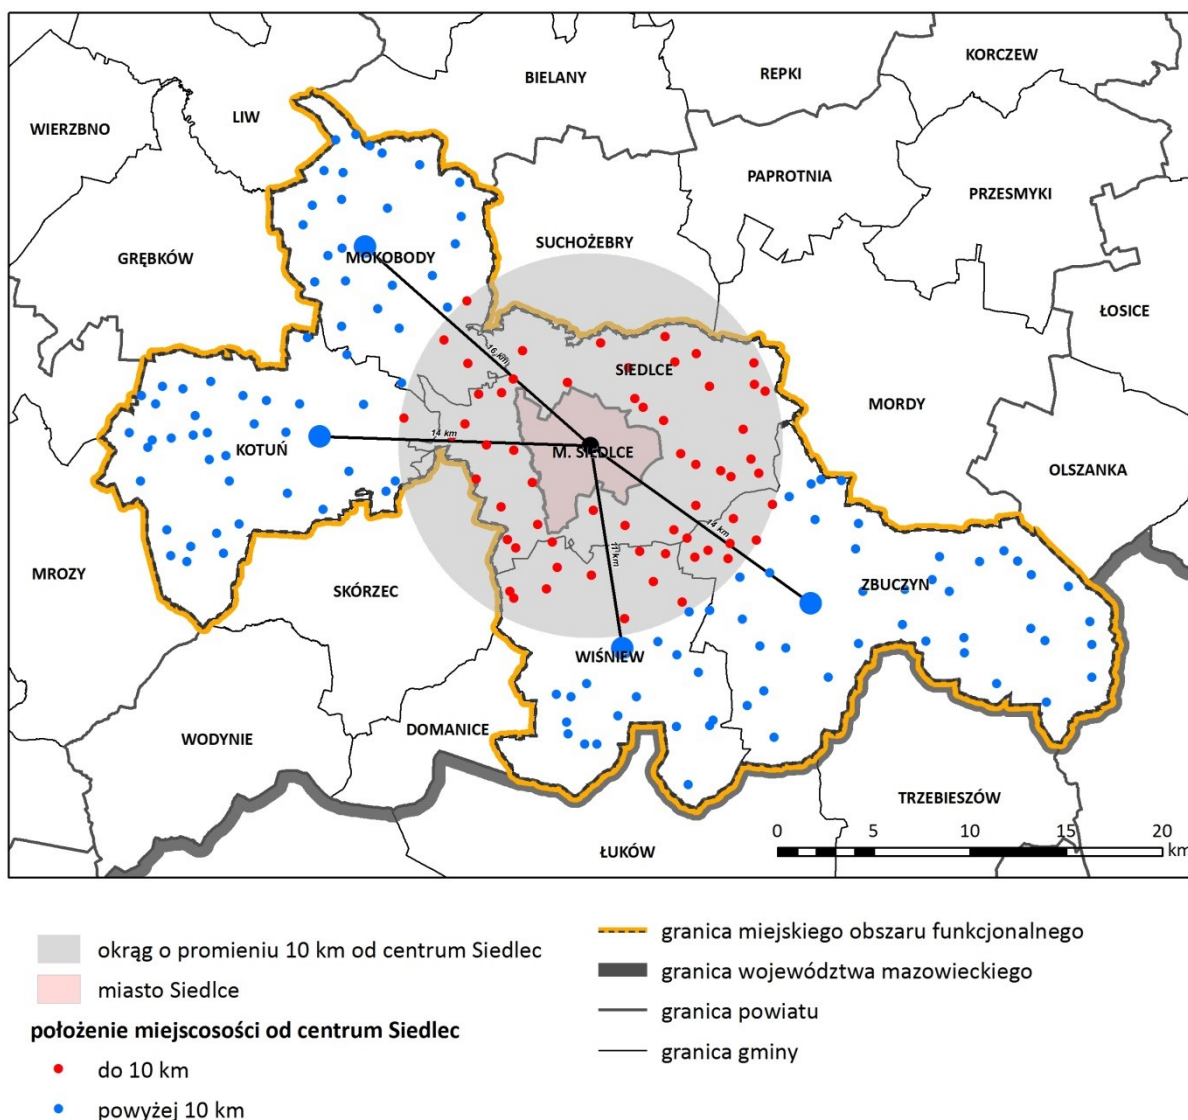 KORCZEW
BIELANY
REPKI
LIW
WIERZBNO
PAPROTNIA
PRZESMYKI
SUCHOŻEBRY
GRĘBKÓW
MOKOBODY
ŁOSICE
16 km
SIEDLCE
MORDY
14 km
KOTUŃ
M. SIEDLCE
OLSZANKA
14 km
11 km
MROZY
SKÓRZEC
ZBUCZYN
WIŚNIEW
DOMANICE
WODYNIE
TRZEBIESZÓW
ŁUKÓW
0 5 10 15 20
km
okrąg o promieniu 10 km od centrum Siedlec
miasto Siedlce
położenie miejscosości od centrum Siedlec
do 10 km
powyżej 10 km
granica miejskiego obszaru funkcjonalnego
granica województwa mazowieckiego
granica powiatu
granica gminy